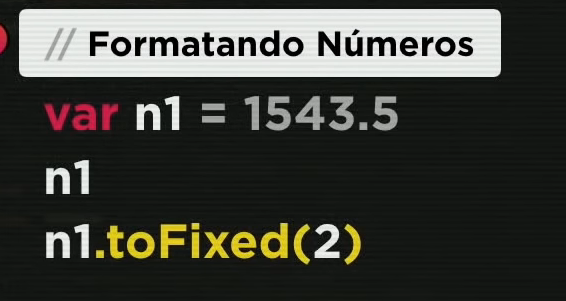 // Formatando Números
var n1 = 1543.5
n1
n1.toFixed(2)